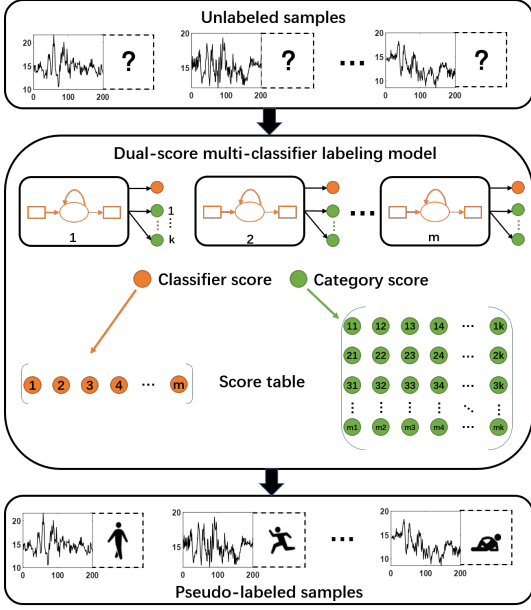 Unlabeled samples
20
15
10
0 100 200
?
15
0 100 200
?
...
20
15
10
0 100 200
?
Dual-score multi-classifier labeling model
1
1
k
2
...
m
Classifier score
Category score
1 2 3 4 ... m
Score table
11 12 13 14 ... 1k
21 22 23 24 ... 2k
31 32 33 34 ... 3k
m1 m2 m3 m4 ... mk
20
15
10
0 100 200
15
0 100 200
...
20
15
10
0 100 200
Pseudo-labeled samples